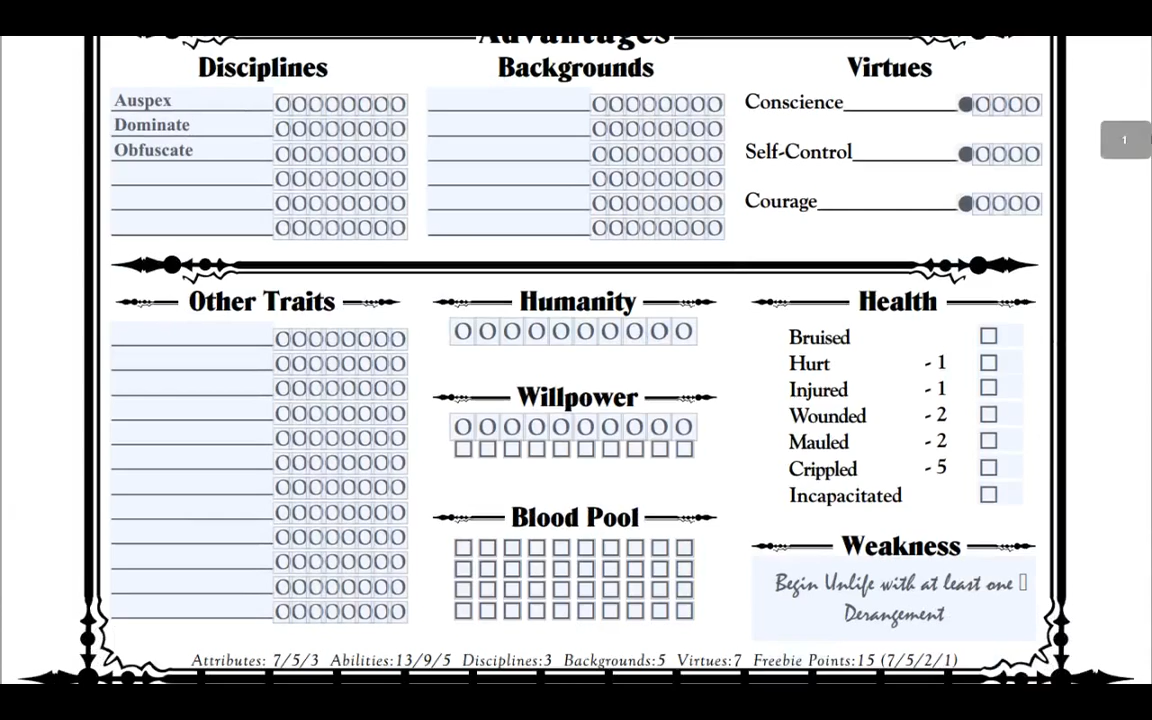 Advantages
Disciplines
Backgrounds
Virtues
Auspex
Dominate
Obfuscate
Conscience
Self-Control
Courage
1
Other Traits
Humanity
Willpower
Blood Pool
Health
Bruised
Hurt - 1
Injured - 1
Wounded - 2
Mauled - 2
Crippled - 5
Incapacitated
Weakness
Begin Unlife with at least one
Derangement
Attributes: 7/5/3 Abilities:13/9/5 Disciplines:3 Backgrounds:5 Virtues:7 Freebie Points:15 (7/5/2/1)